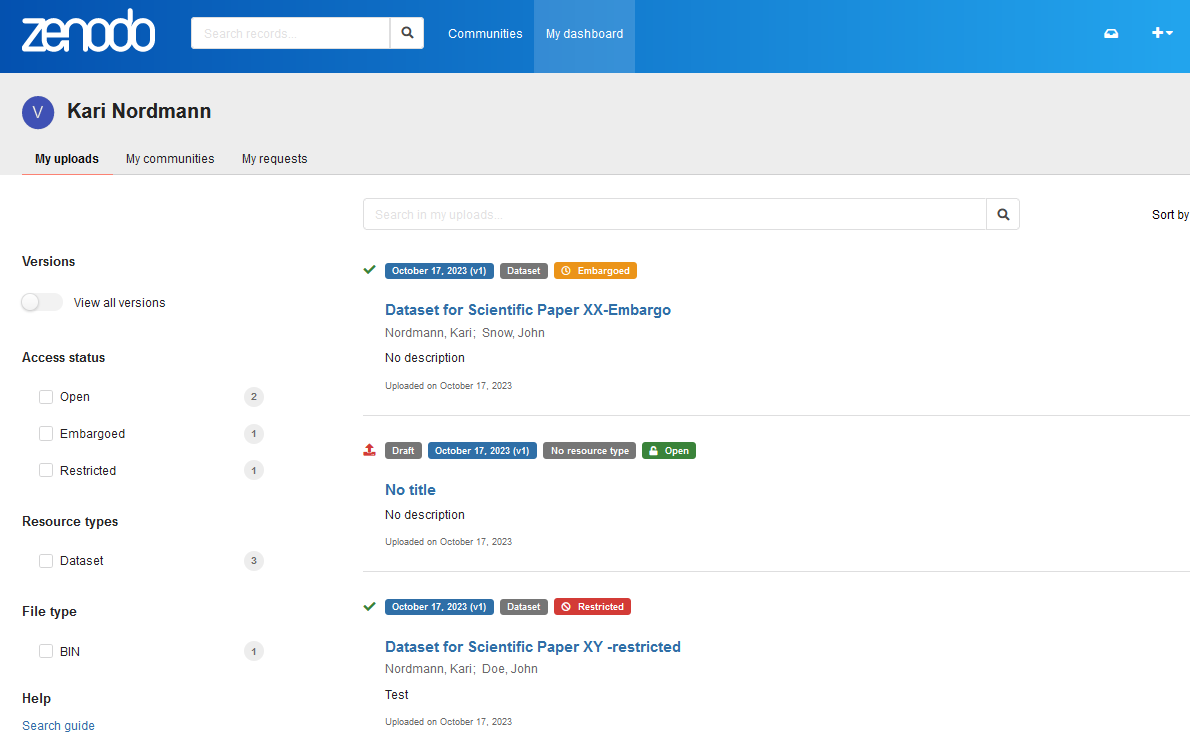 zenodo
Search records...
Communities
My dashboard
V
Kari Nordmann
My uploads
My communities
My requests
Search in my uploads...
Sort by
Versions
View all versions
Access status
Open 2
Embargoed 1
Restricted 1
Resource types
Dataset 3
File type
BIN 1
Help
Search guide
October 17, 2023 (v1) Dataset Embargoed
Dataset for Scientific Paper XX-Embargo
Nordmann, Kari; Snow, John
No description
Uploaded on October 17, 2023
Draft October 17, 2023 (v1) No resource type Open
No title
No description
Uploaded on October 17, 2023
October 17, 2023 (v1) Dataset Restricted
Dataset for Scientific Paper XY -restricted
Nordmann, Kari; Doe, John
Test
Uploaded on October 17, 2023